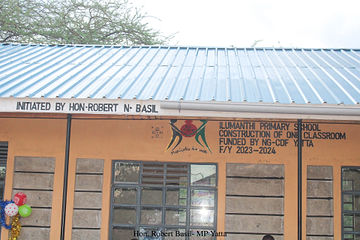 INITIATED BY HON-ROBERT N• BASIL
ILUMANTHI PRIMARY SCHOOL
CONSTRUCTION OF ONE CLASSROOM
FUNDED BY NG-CDF YATTA
F/Y 2023-2024
Hon. Robert Basil- MP Yatta